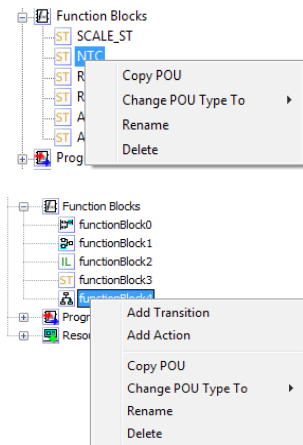 Function Blocks
ST SCALE_ST
ST NTC
ST R
Copy POU
ST R
Change POU Type To
ST A
Rename
ST A
Delete
Prog
Function Blocks
functionBlock0
functionBlock1
IL functionBlock2
ST functionBlock3
functionBlock4
Add Transition
Progr
Add Action
Reso
Copy POU
Change POU Type To
Rename
Delete